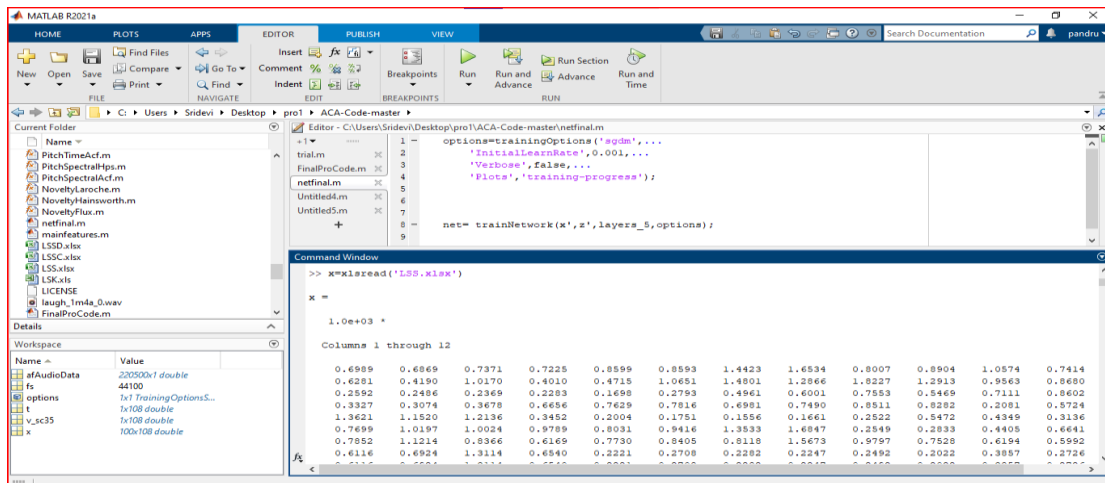 MATLAB R2021a
HOME PLOTS APPS EDITOR PUBLISH VIEW Search Documentation pandru
New Open Save Find Files Compare Print Go To Find Insert Comment Indent Breakpoints Run Run and Advance Run Section Advance Run and Time
FILE NAVIGATE EDIT BREAKPOINTS RUN
C: Users Sridevi Desktop pro1 ACA-Code-master
Current Folder
Name
PitchTimeAcf.m
PitchSpectralHps.m
PitchSpectralAcf.m
NoveltyLaroche.m
NoveltyHainsworth.m
NoveltyFlux.m
netfinal.m
mainfeatures.m
LSSD.xlsx
LSSC.xlsx
LSS.xlsx
LSK.xls
LICENSE
laugh_1m4a_0.wav
FinalProCode.m
Details
Workspace
Name Value
afAudioData 220500x1 double
fs 44100
options 1x1 TrainingOptionsS...
t 1x108 double
v_sc35 1x108 double
x 100x108 double
Editor - C:\Users\Sridevi\Desktop\pro1\ACA-Code-master\netfinal.m
+1
trial.m
FinalProCode.m
netfinal.m
Untitled4.m
Untitled5.m
+
1 - options=trainingOptions('sgdm',...
2 'InitialLearnRate',0.001,...
3 'Verbose',false,...
4 'Plots','training-progress');
5
6
7
8 - net= trainNetwork(x',z',layers_5,options);
9
Command Window
>> x=xlsread('LSS.xlsx')
x =
1.0e+03 *
Columns 1 through 12
0.6989 0.6869 0.7371 0.7225 0.8599 0.8593 1.4423 1.6534 0.8007 0.8904 1.0574 0.7414
0.6281 0.4190 1.0170 0.4010 0.4715 1.0651 1.4801 1.2866 1.8227 1.2913 0.9563 0.8680
0.2592 0.2486 0.2369 0.2283 0.1698 0.2793 0.4961 0.6001 0.7553 0.5469 0.7111 0.8602
0.3327 0.3074 0.3678 0.6656 0.7629 0.7816 0.6981 0.7490 0.8511 0.8282 0.2081 0.5724
1.3621 1.1520 1.2136 0.3452 0.2004 0.1751 0.1556 0.1661 0.2522 0.5472 0.4349 0.3136
0.7699 1.0197 1.0024 0.9789 0.8031 0.9416 1.3533 1.6847 0.2549 0.2833 0.4405 0.6641
0.7852 1.1214 0.8366 0.6169 0.7730 0.8405 0.8118 1.5673 0.9797 0.7528 0.6194 0.5992
0.6116 0.6924 1.3114 0.6540 0.2221 0.2708 0.2282 0.2247 0.2492 0.2022 0.3857 0.2726
fx